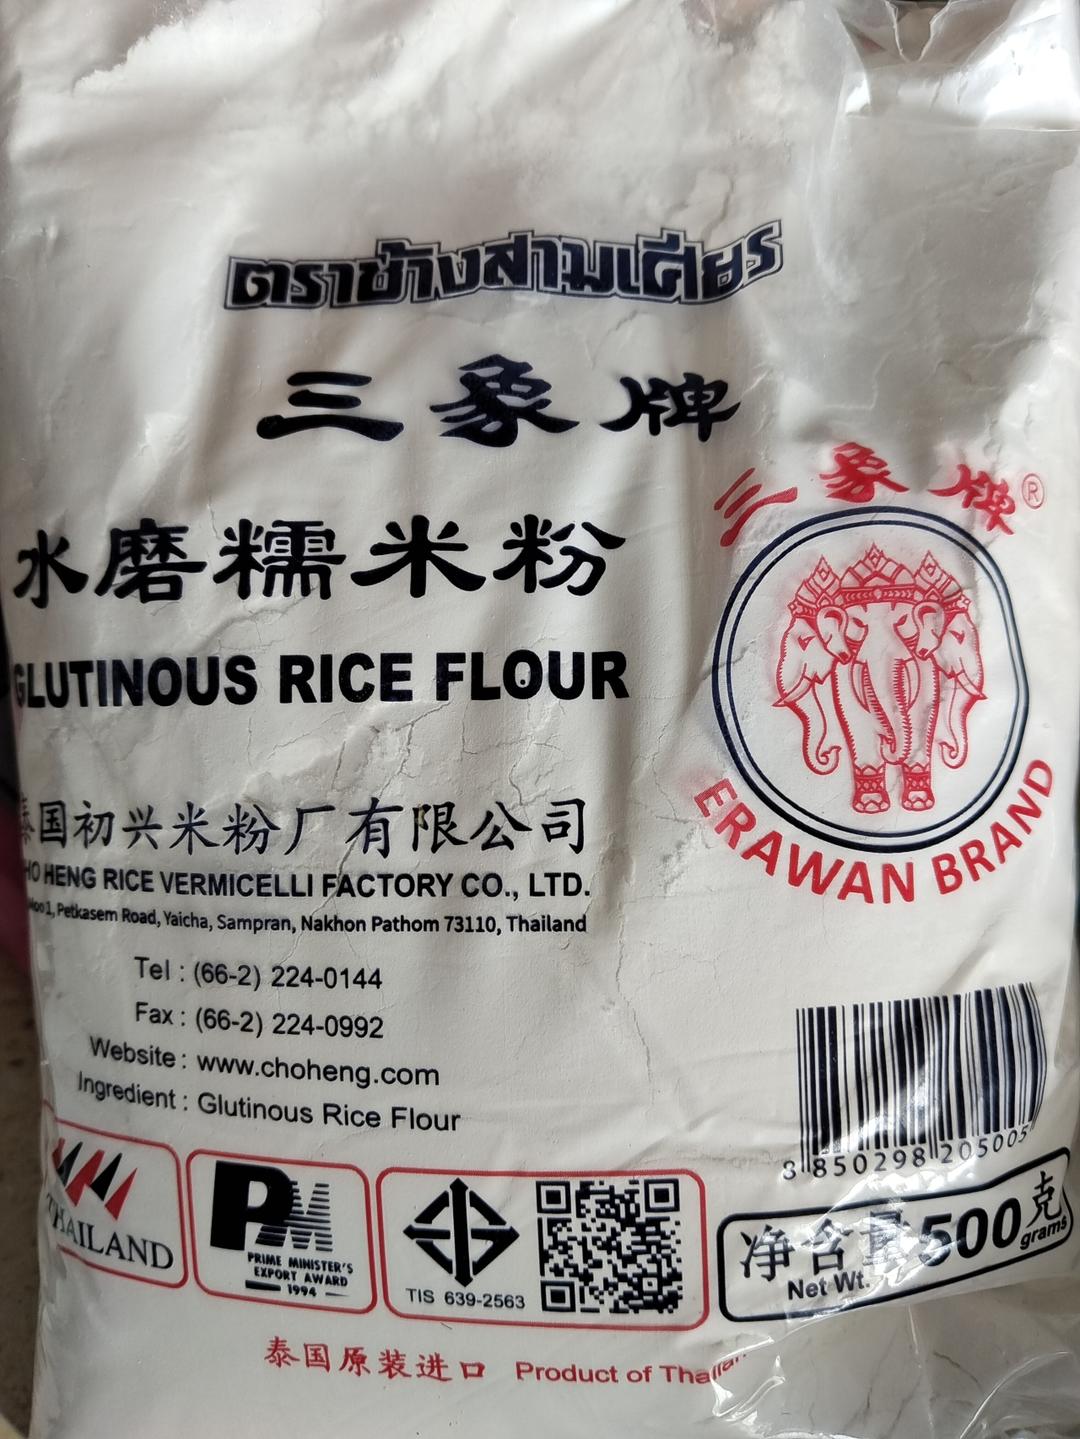 ตราช้างสามเศียร
三象牌
三象牌®
水磨糯米粉
GLUTINOUS RICE FLOUR
ERAWAN BRAND
泰国初兴米粉厂有限公司
HO HENG RICE VERMICELLI FACTORY CO., LTD.
Moo 1, Petkasem Road, Yaicha, Sampran, Nakhon Pathom 73110, Thailand
Tel : (66-2) 224-0144
Fax : (66-2) 224-0992
Website : www.choheng.com
Ingredient : Glutinous Rice Flour
8 850298 205005
THAILAND
PM
PRIME MINISTER'S
EXPORT AWARD
1994
TIS 639-2563
净含量 500克
Net Wt. grams
泰国原装进口 Product of Thailan